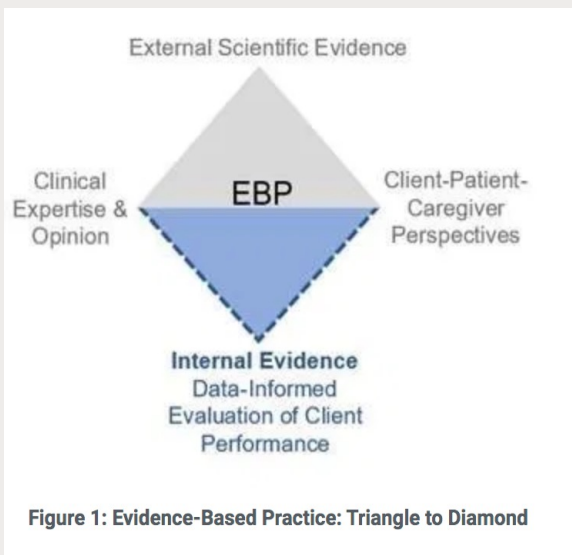 External Scientific Evidence
Clinical
Expertise &
Opinion
EBP
Client-Patient-
Caregiver
Perspectives
Internal Evidence
Data-Informed
Evaluation of Client
Performance
Figure 1: Evidence-Based Practice: Triangle to Diamond